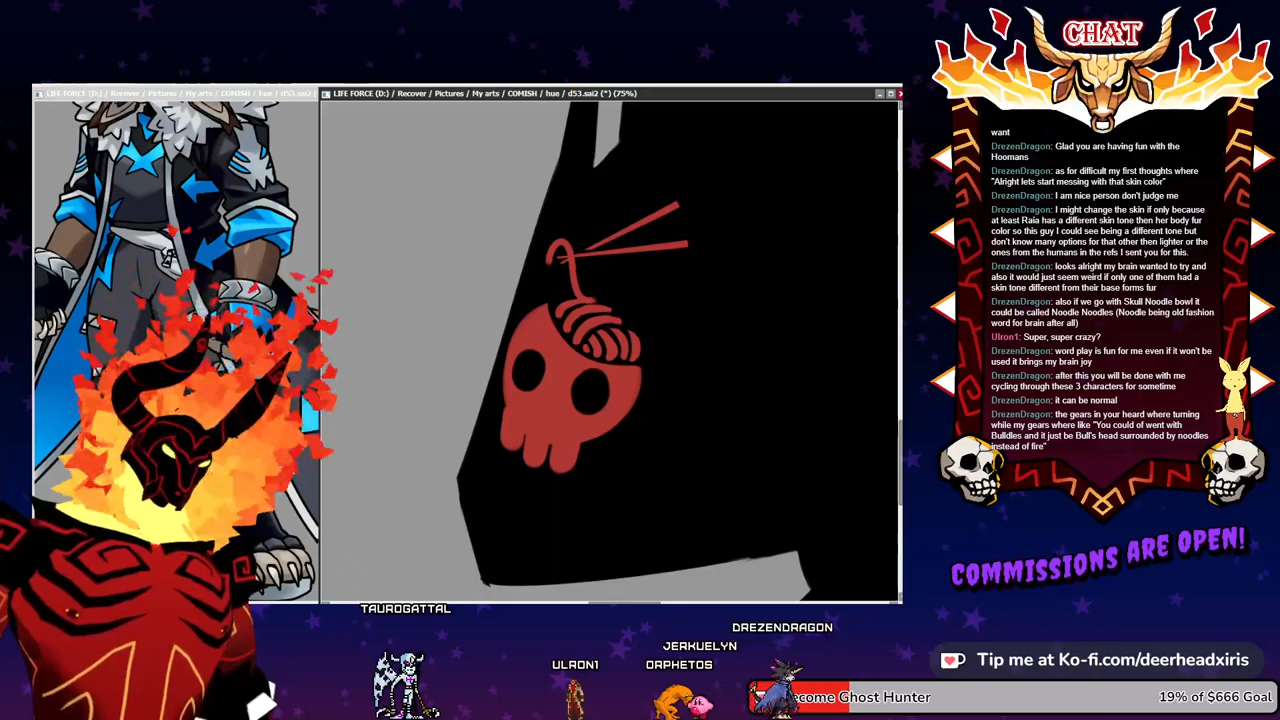 CHAT
LIFE FORCE (D:) / Recover / Pictures / My arts / COMISH / hue / d53.sai2 (
LIFE FORCE (D:) / Recover / Pictures / My arts / COMISH / hue / d53.sai2 (*) (75%)
want
DrezenDragon: Glad you are having fun with the
Hoomans
DrezenDragon: as for difficult my first thoughts where
"Alright lets start messing with that skin color"
DrezenDragon: I am nice person don't judge me
DrezenDragon: I might change the skin if only because
at least Raia has a different skin tone then her body fur
color so this guy I could see being a different tone but
don't know many options for that other then lighter or the
ones from the humans in the refs I sent you for this.
DrezenDragon: looks alright my brain wanted to try and
also it would just seem weird if only one of them had a
skin tone different from their base forms fur
DrezenDragon: also if we go with Skull Noodle bowl it
could be called Noodle Noodles (Noodle being old fashion
word for brain after all)
Ulron1: Super, super crazy?
DrezenDragon: word play is fun for me even if it won't be
used it brings my brain joy
DrezenDragon: after this you will be done with me
cycling through these 3 characters for sometime
DrezenDragon: it can be normal
DrezenDragon: the gears in your heard where turning
while my gears where like "You could of went with
Bulldles and it just be Bull's head surrounded by noodles
instead of fire"
COMMISSIONS ARE OPEN!
TAUROGATTAL
DREZENDRAGON
JERKUELYN
ULRON1
ORPHETOS
Tip me at Ko-fi.com/deerheadxiris
ecome Ghost Hunter
19% of $666 Goal